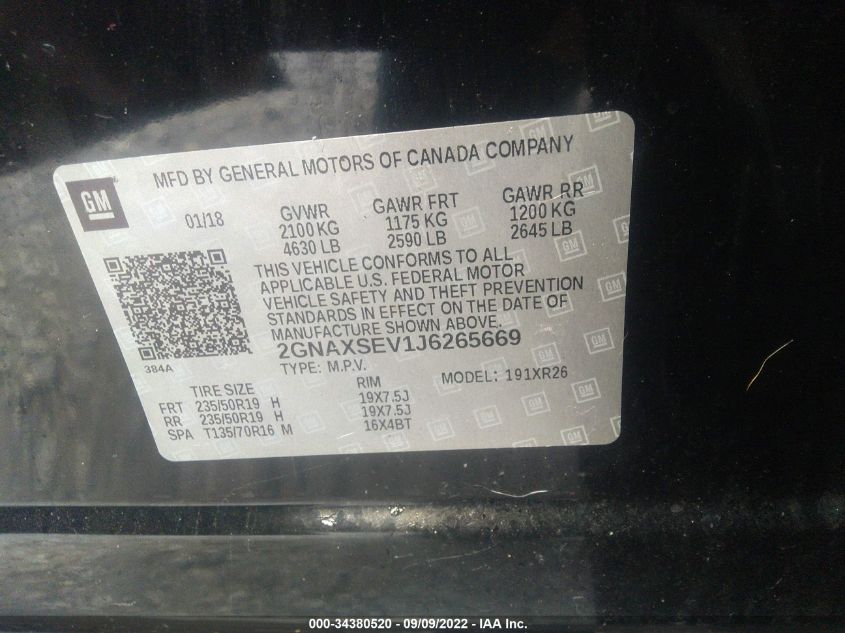 MFD BY GENERAL MOTORS OF CANADA COMPANY
GM
01/18 GVWR GAWR FRT GAWR RR
2100 KG 1175 KG 1200 KG
4630 LB 2590 LB 2645 LB
THIS VEHICLE CONFORMS TO ALL
APPLICABLE U.S. FEDERAL MOTOR
VEHICLE SAFETY AND THEFT PREVENTION
STANDARDS IN EFFECT ON THE DATE OF
MANUFACTURE SHOWN ABOVE.
384A
2GNAXSEV1J6265669
TYPE: M.P.V. MODEL: 191XR26
TIRE SIZE RIM
FRT 235/50R19 H 19X7.5J
RR 235/50R19 H 19X7.5J
SPA T135/70R16 M 16X4BT
000-34380520 - 09/09/2022 - IAA Inc.